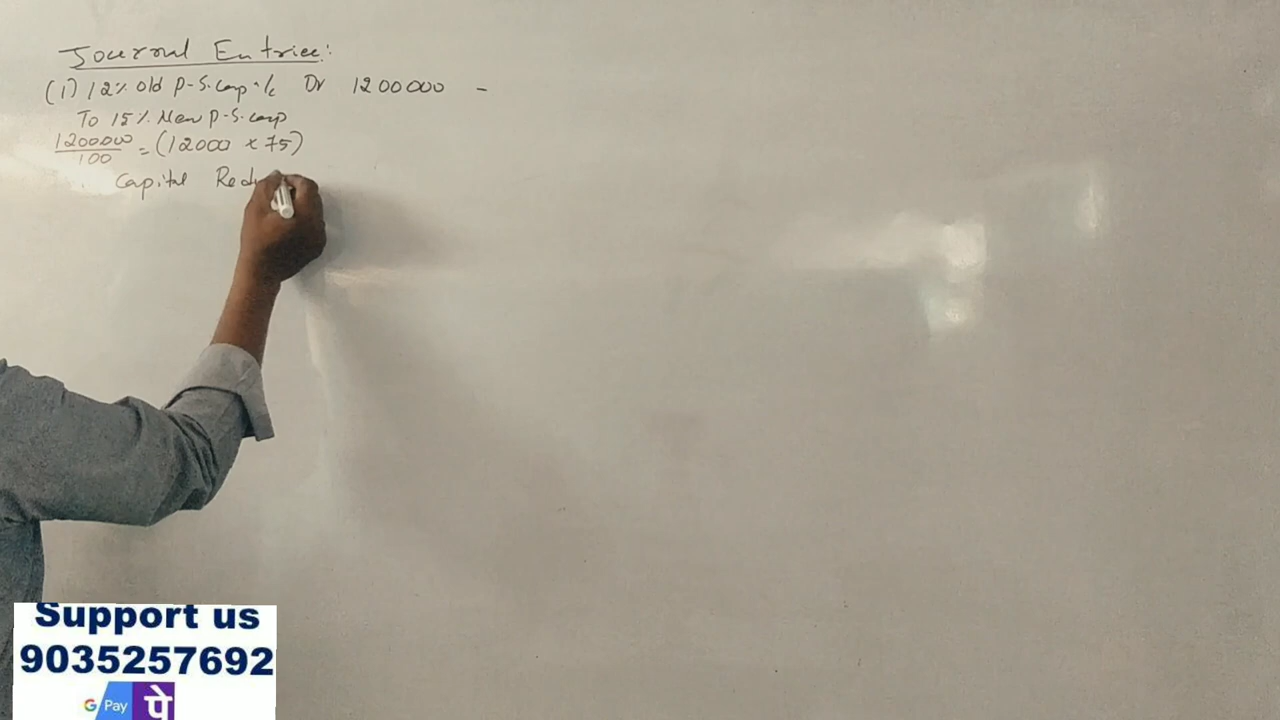 Journal Entries:
(1) 12% Old P-S.cap a/c Dr 1200000 -
To 15% New P-S.cap
1200000/100 = (12000 x 75)
Capital Red
Support us
9035257692
G Pay पे